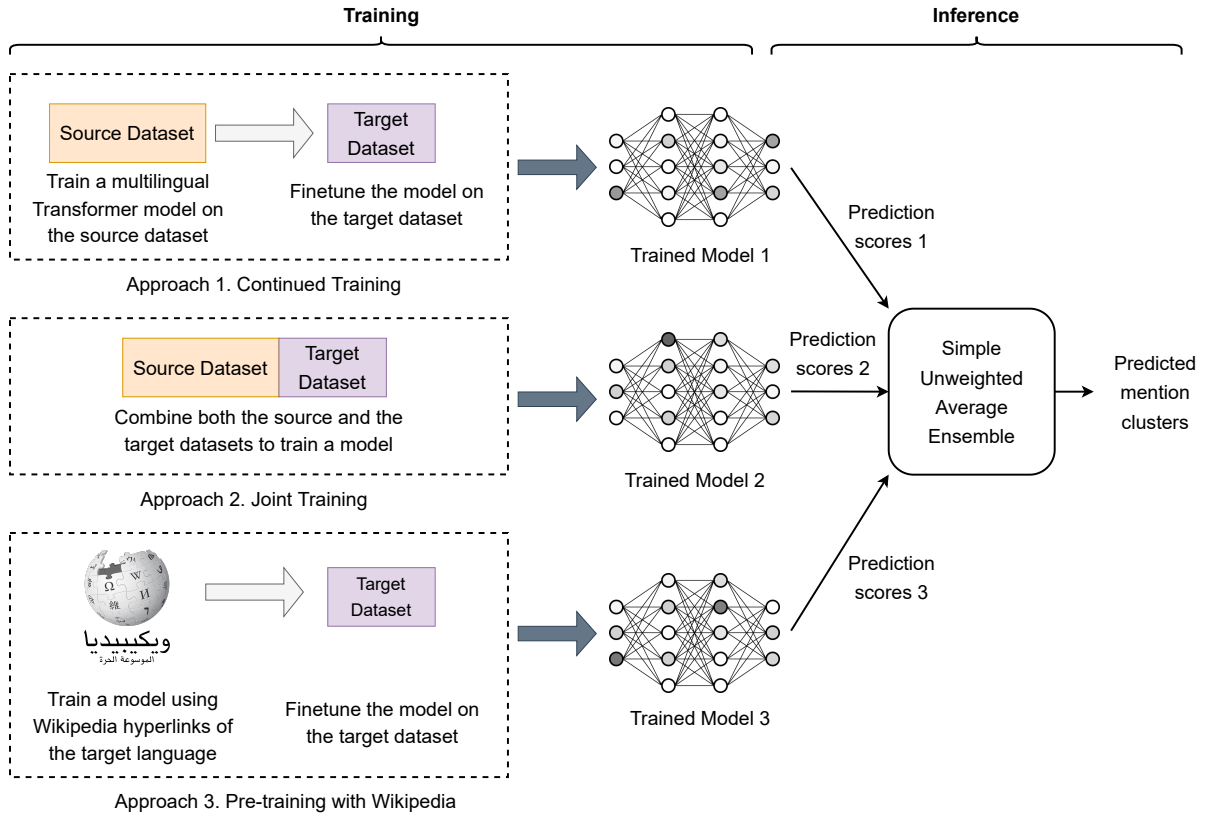 Training
Inference
Source Dataset
Target
Dataset
Train a multilingual
Transformer model on
the source dataset
Finetune the model on
the target dataset
Approach 1. Continued Training
Trained Model 1
Prediction
scores 1
Source Dataset
Target
Dataset
Combine both the source and the
target datasets to train a model
Approach 2. Joint Training
Trained Model 2
Prediction
scores 2
Simple
Unweighted
Average
Ensemble
Predicted
mention
clusters
Ω
W
И
維
7
ويكيبيديا
الموسوعة الحرة
Target
Dataset
Train a model using
Wikipedia hyperlinks of
the target language
Finetune the model on
the target dataset
Approach 3. Pre-training with Wikipedia
Trained Model 3
Prediction
scores 3